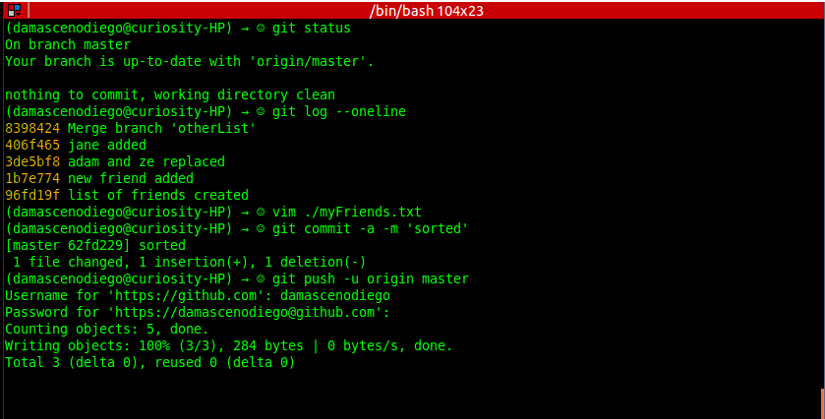 /bin/bash 104x23
(damascenodiego@curiosity-HP) → ☺ git status
On branch master
Your branch is up-to-date with 'origin/master'.
nothing to commit, working directory clean
(damascenodiego@curiosity-HP) → ☺ git log --oneline
8398424 Merge branch 'otherList'
406f465 jane added
3de5bf8 adam and ze replaced
1b7e774 new friend added
96fd19f list of friends created
(damascenodiego@curiosity-HP) → ☺ vim ./myFriends.txt
(damascenodiego@curiosity-HP) → ☺ git commit -a -m 'sorted'
[master 62fd229] sorted
 1 file changed, 1 insertion(+), 1 deletion(-)
(damascenodiego@curiosity-HP) → ☺ git push -u origin master
Username for 'https://github.com': damascenodiego
Password for 'https://damascenodiego@github.com':
Counting objects: 5, done.
Writing objects: 100% (3/3), 284 bytes | 0 bytes/s, done.
Total 3 (delta 0), reused 0 (delta 0)